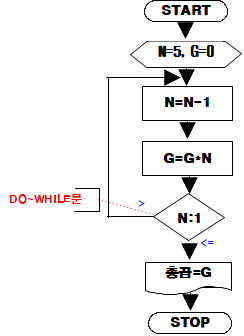 START
N=5, G=0
N=N-1
G=G*N
DO~WHILE문
>
N:1
<=
총곱=G
STOP